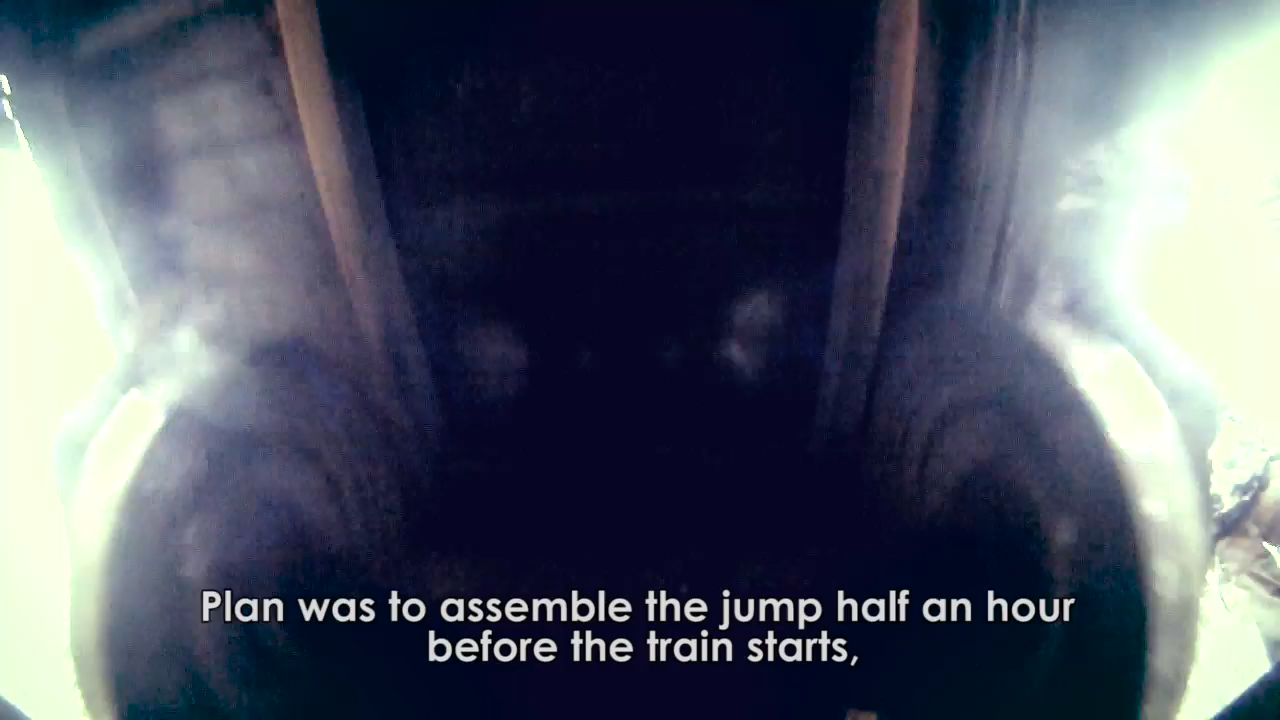 Plan was to assemble the jump half an hour
before the train starts,